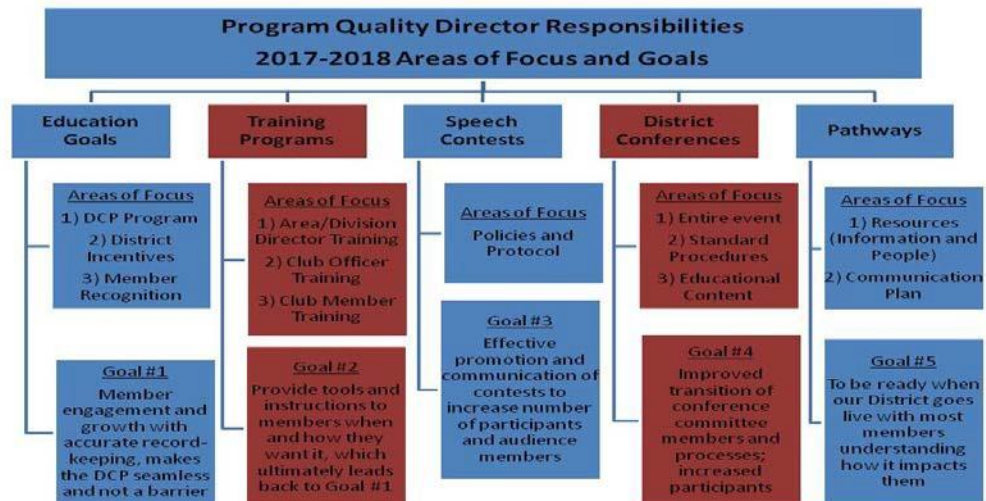 Program Quality Director Responsibilities
2017-2018 Areas of Focus and Goals
Education
Goals
Areas of Focus
1) DCP Program
2) District
Incentives
3) Member
Recognition
Goal #1
Member
engagement and
growth with
accurate record-
keeping, makes
the DCP seamless
and not a barrier
Training
Programs
Areas of Focus
1) Area/Division
Director Training
2) Club Officer
Training
3) Club Member
Training
Goal #2
Provide tools and
instructions to
members when
and how they
want it, which
ultimately leads
back to Goal #1
Speech
Contests
Areas of Focus
Policies and
Protocol
Goal #3
Effective
promotion and
communication of
contests to
increase number
of participants
and audience
members
District
Conferences
Areas of Focus
1) Entire event
2) Standard
Procedures
3) Educational
Content
Goal #4
Improved
transition of
conference
committee
members and
processes;
increased
participants
Pathways
Areas of Focus
1) Resources
(Information and
People)
2) Communication
Plan
Goal #5
To be ready when
our District goes
live with most
members
understanding
how it impacts
them